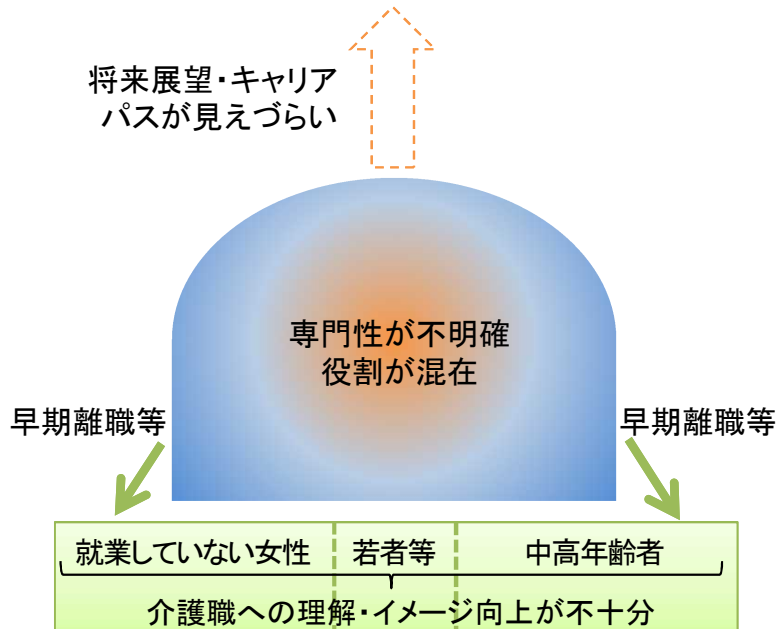 将来展望・キャリア
パスが見えづらい
専門性が不明確
役割が混在
早期離職等
早期離職等
就業していない女性
若者等
中高年齢者
介護職への理解・イメージ向上が不十分